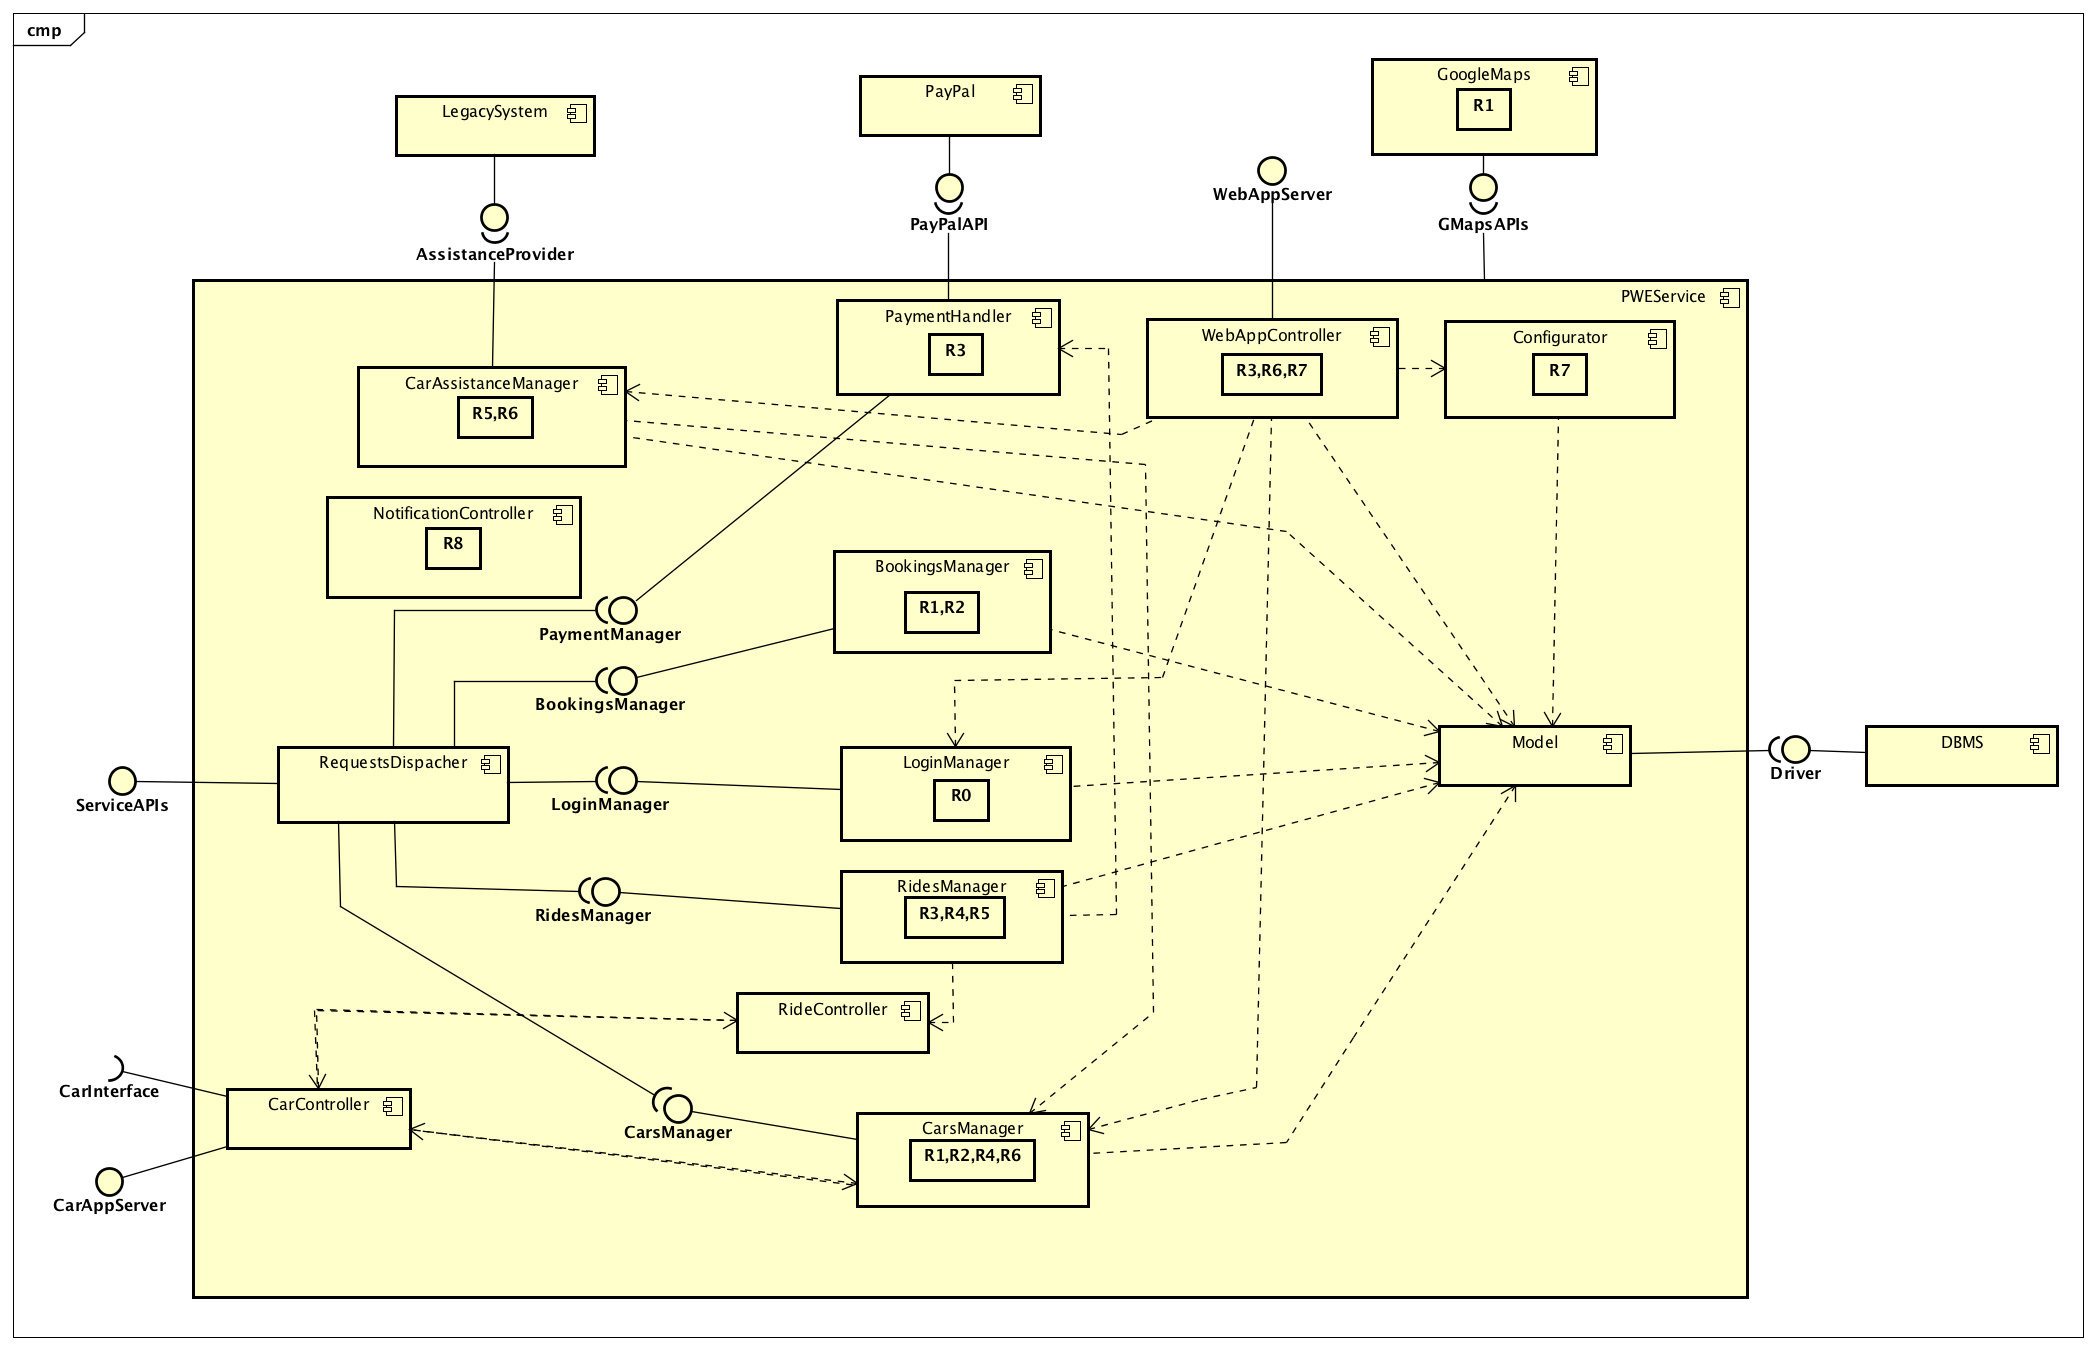 cmp
GoogleMaps
R1
PayPal
LegacySystem
WebAppServer
PayPalAPI
GMapsAPIs
AssistanceProvider
PWEService
PaymentHandler
R3
WebAppController
R3,R6,R7
Configurator
R7
CarAssistanceManager
R5,R6
NotificationController
R8
BookingsManager
R1,R2
PaymentManager
BookingsManager
Model
DBMS
RequestsDispacher
LoginManager
R0
Driver
ServiceAPIs
LoginManager
RidesManager
R3,R4,R5
RidesManager
RideController
CarInterface
CarController
CarsManager
CarsManager
R1,R2,R4,R6
CarAppServer